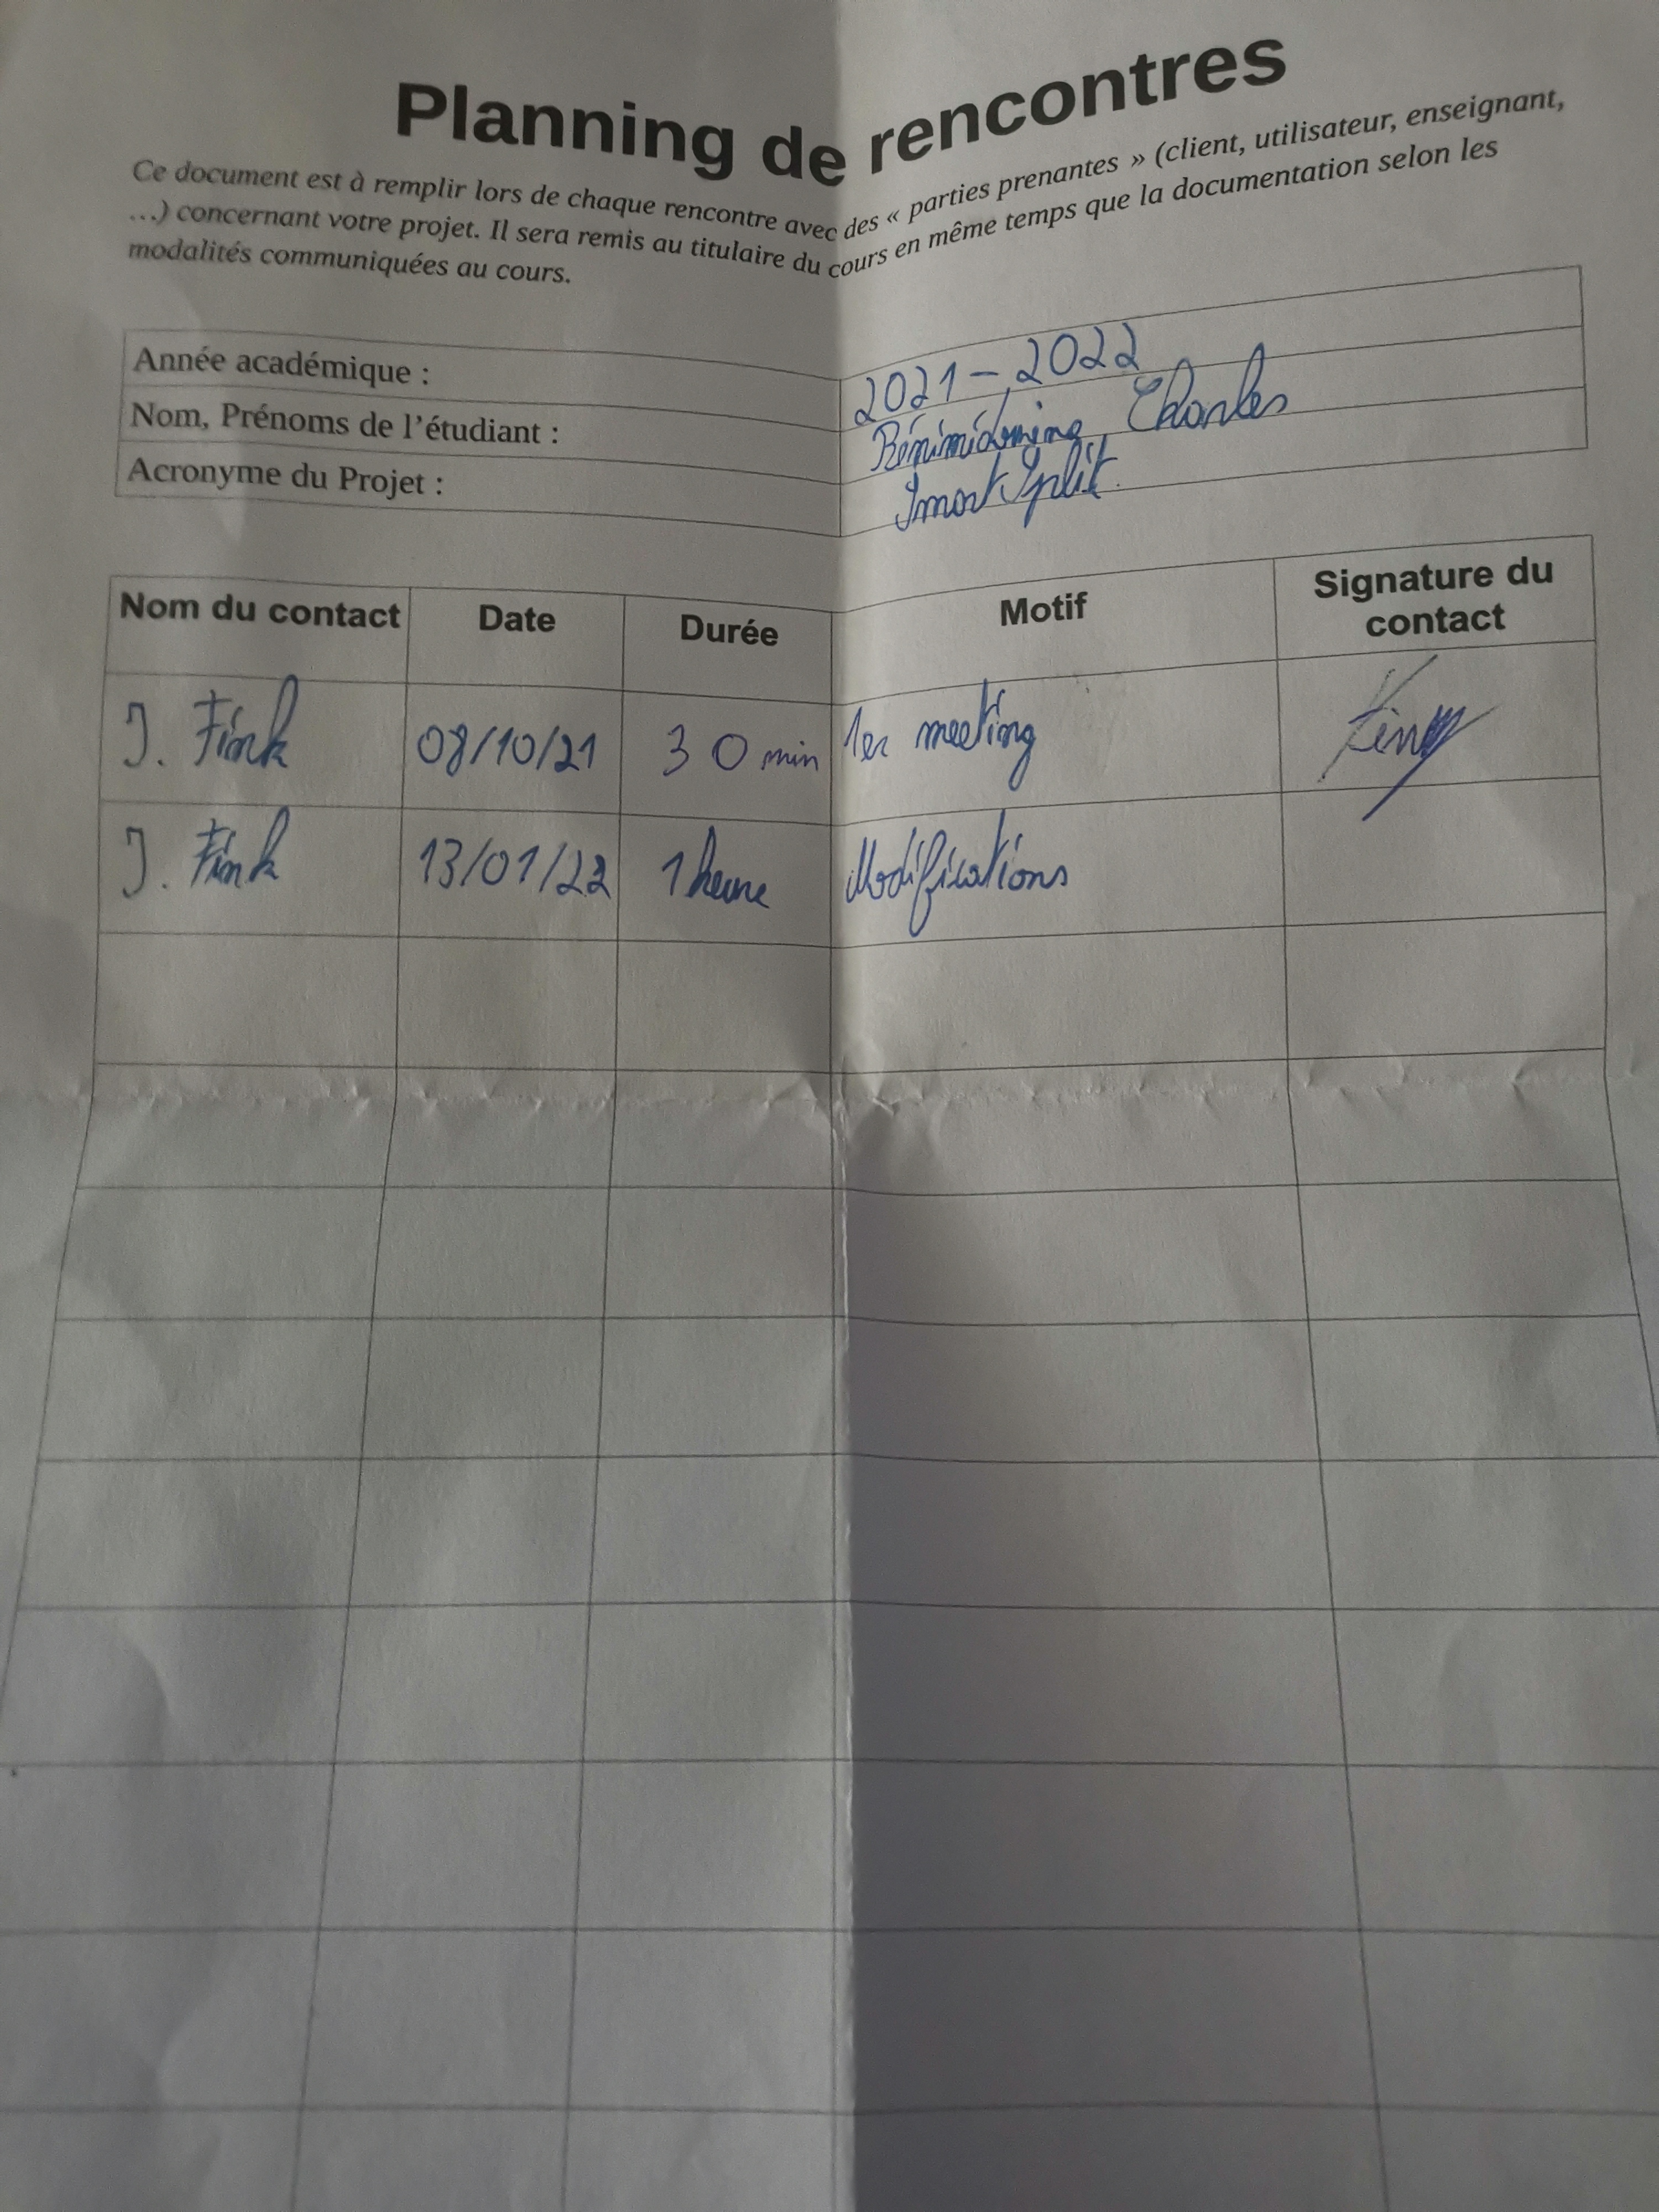 Planning de rencontres
Ce document est à remplir lors de chaque rencontre avec des « parties prenantes » (client, utilisateur, enseignant,
…) concernant votre projet. Il sera remis au titulaire du cours en même temps que la documentation selon les
modalités communiquées au cours.
Année académique : 2021-2022
Nom, Prénoms de l'étudiant : Charles
Acronyme du Projet : SmartSplit
Nom du contact Date Durée Motif Signature du
contact
J. Fink 08/10/21 30 min 1er meeting
J. Fink 13/01/22 1 heure Modifications